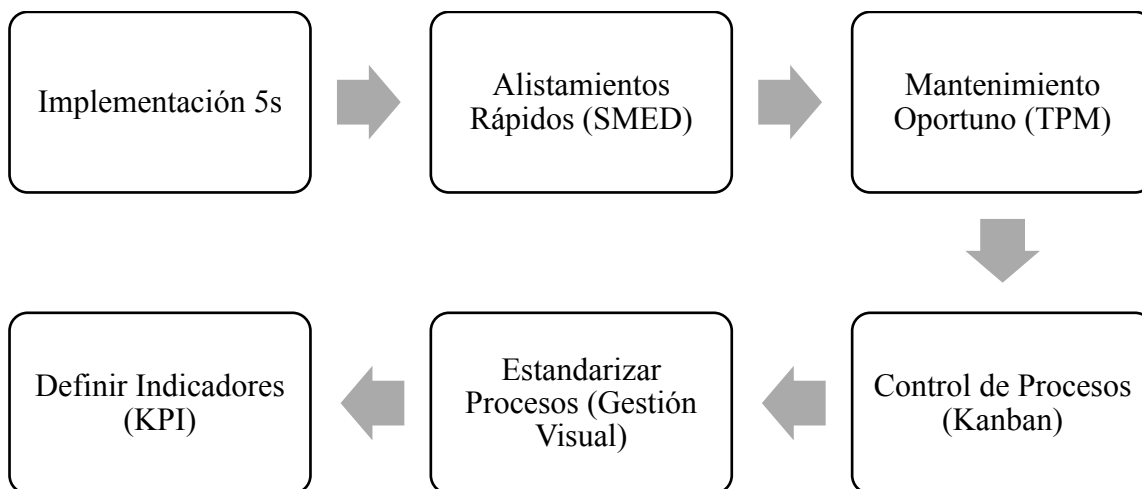 Implementación 5s
Alistamientos
Rápidos (SMED)
Mantenimiento
Oportuno (TPM)
Control de Procesos
(Kanban)
Estandarizar
Procesos (Gestión
Visual)
Definir Indicadores
(KPI)